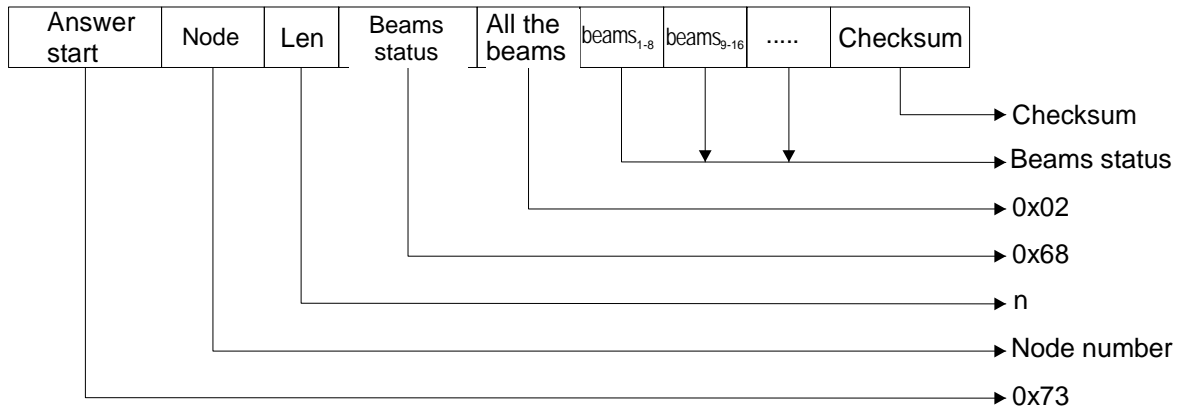 Answer start Node Len Beams status All the beams beams1-8 beams9-16 ..... Checksum
Checksum
Beams status
0x02
0x68
n
Node number
0x73